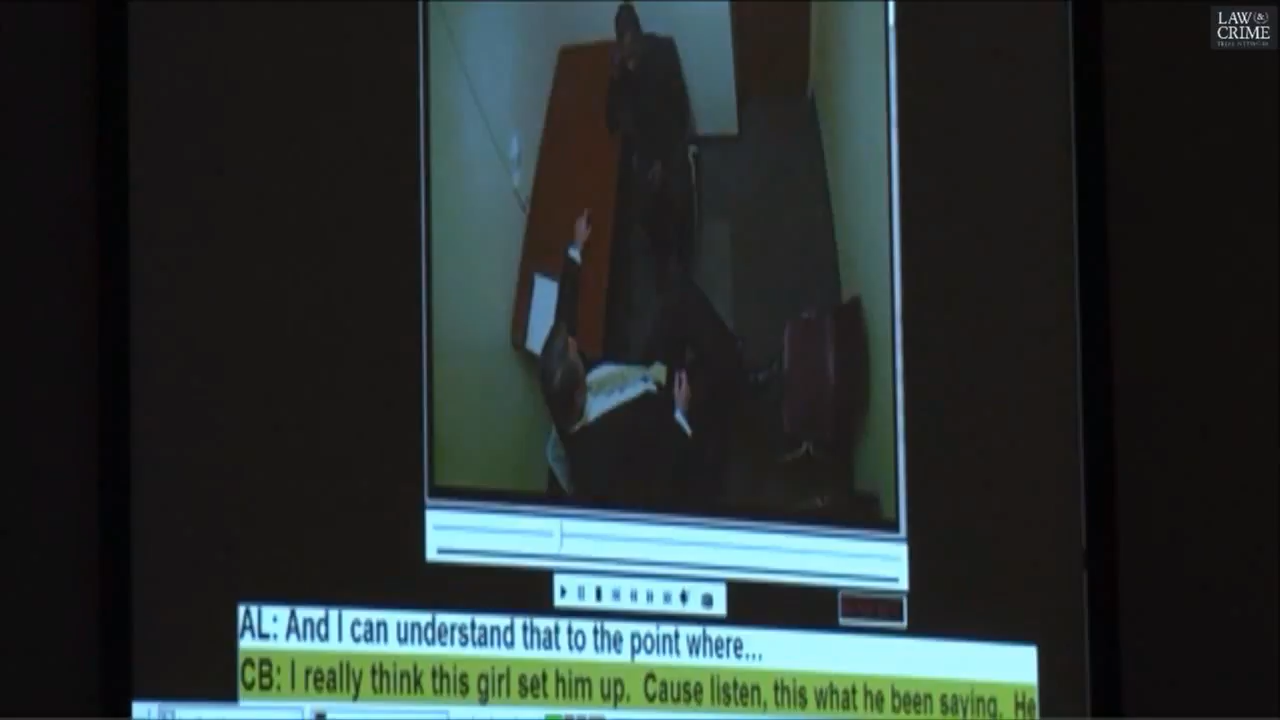 LAW &
CRIME
AL: And I can understand that to the point where...
CB: I really think this girl set him up. Cause listen, this what he been saying. He